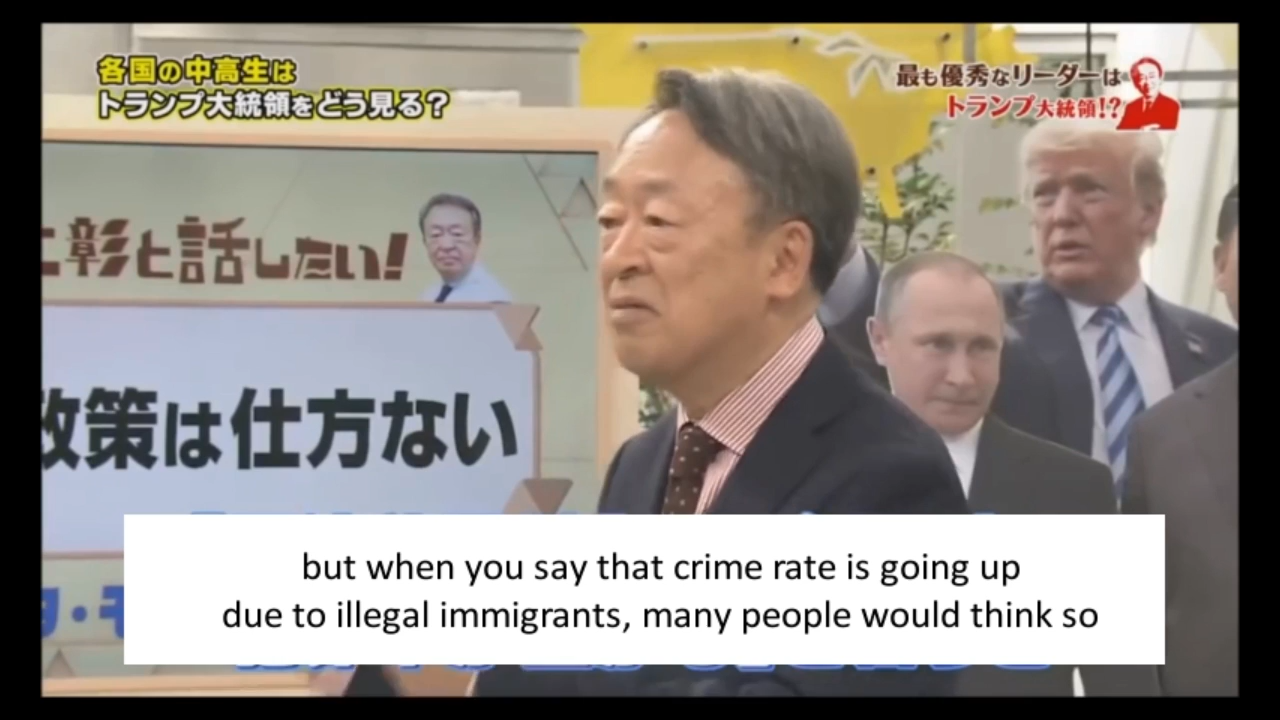 各国の中高生は
トランプ大統領をどう見る？
最も優秀なリーダーは
トランプ大統領!?
彰と話したい!
政策は仕方ない
but when you say that crime rate is going up
due to illegal immigrants, many people would think so